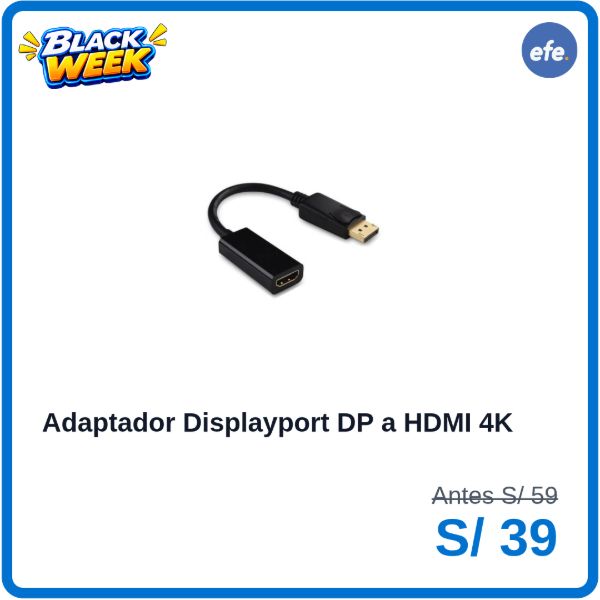 BLACK
WEEK
efe.
Adaptador Displayport DP a HDMI 4K
Antes S/ 59
S/ 39